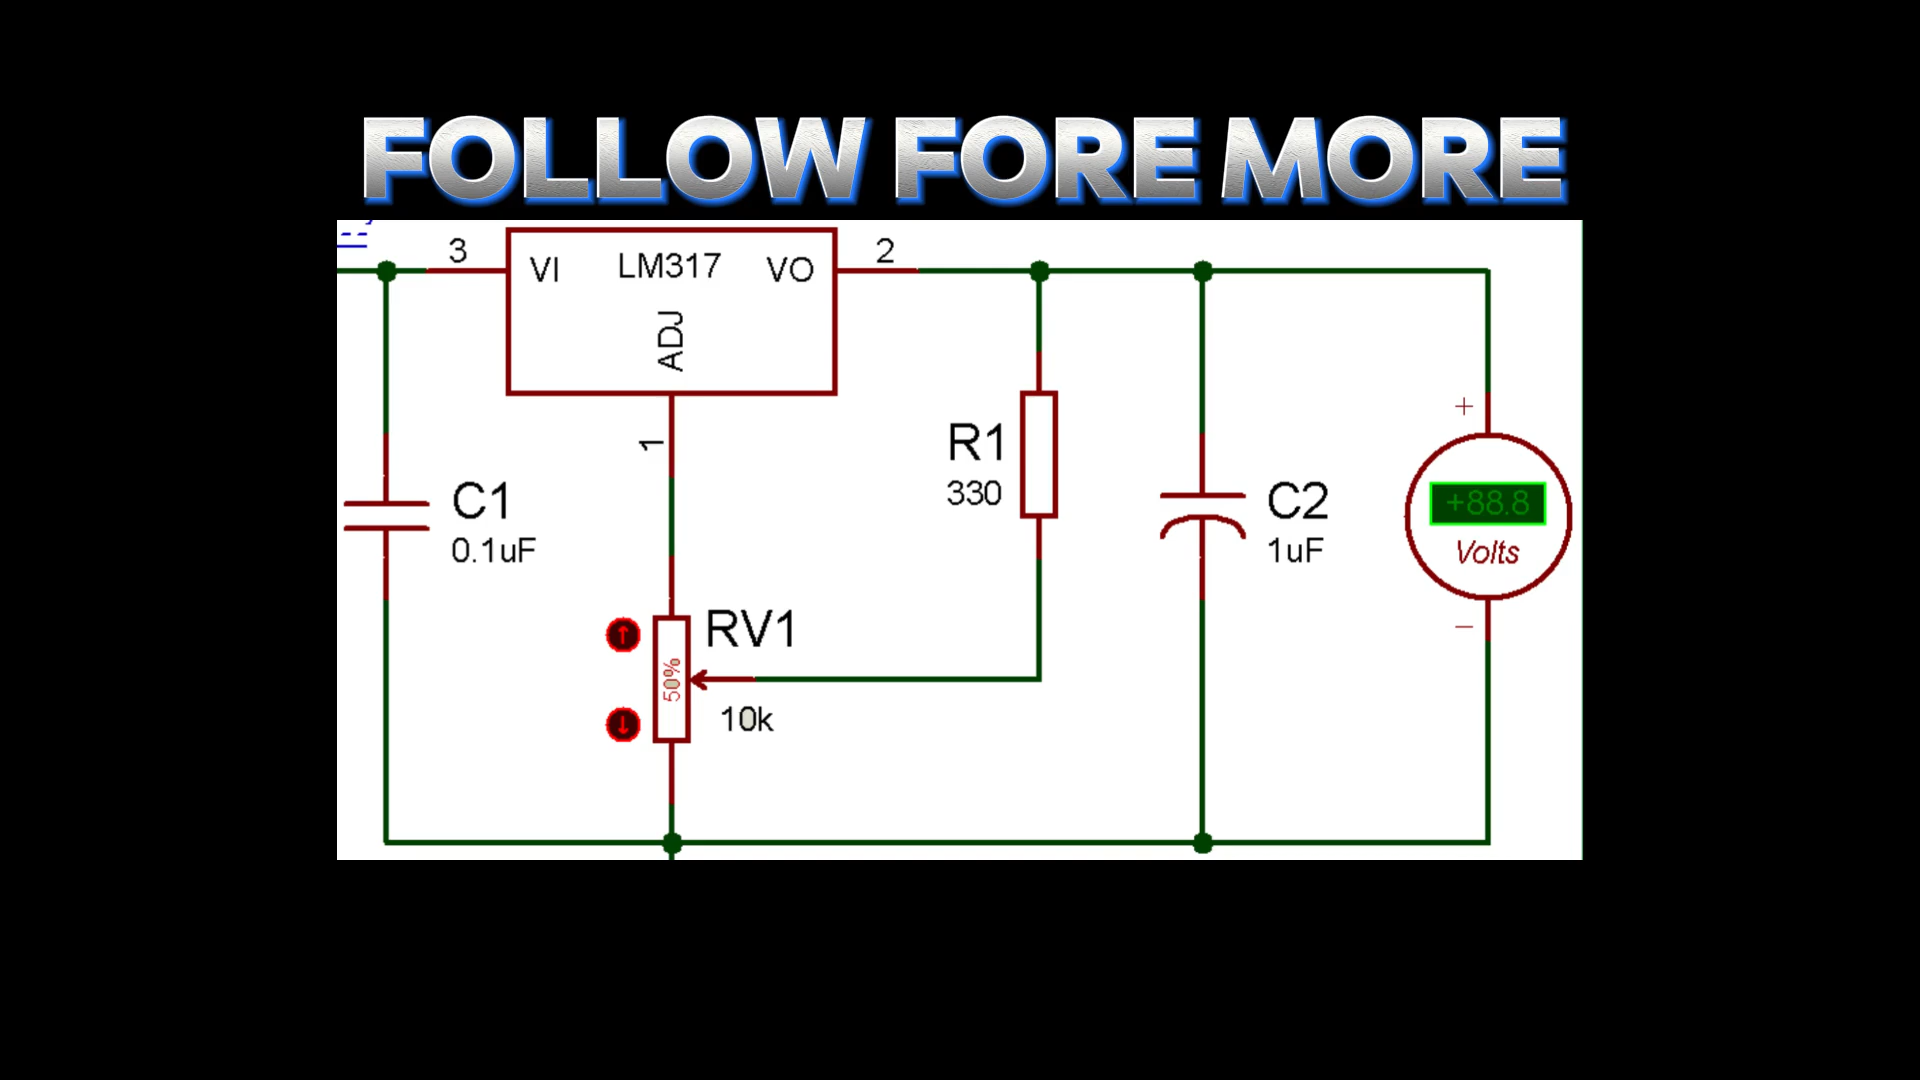 FOLLOW FORE MORE
3
VI
LM317
VO
2
ADJ
1
R1
330
C1
0.1uF
C2
1uF
+
+88.8
Volts
−
RV1
50%
10k